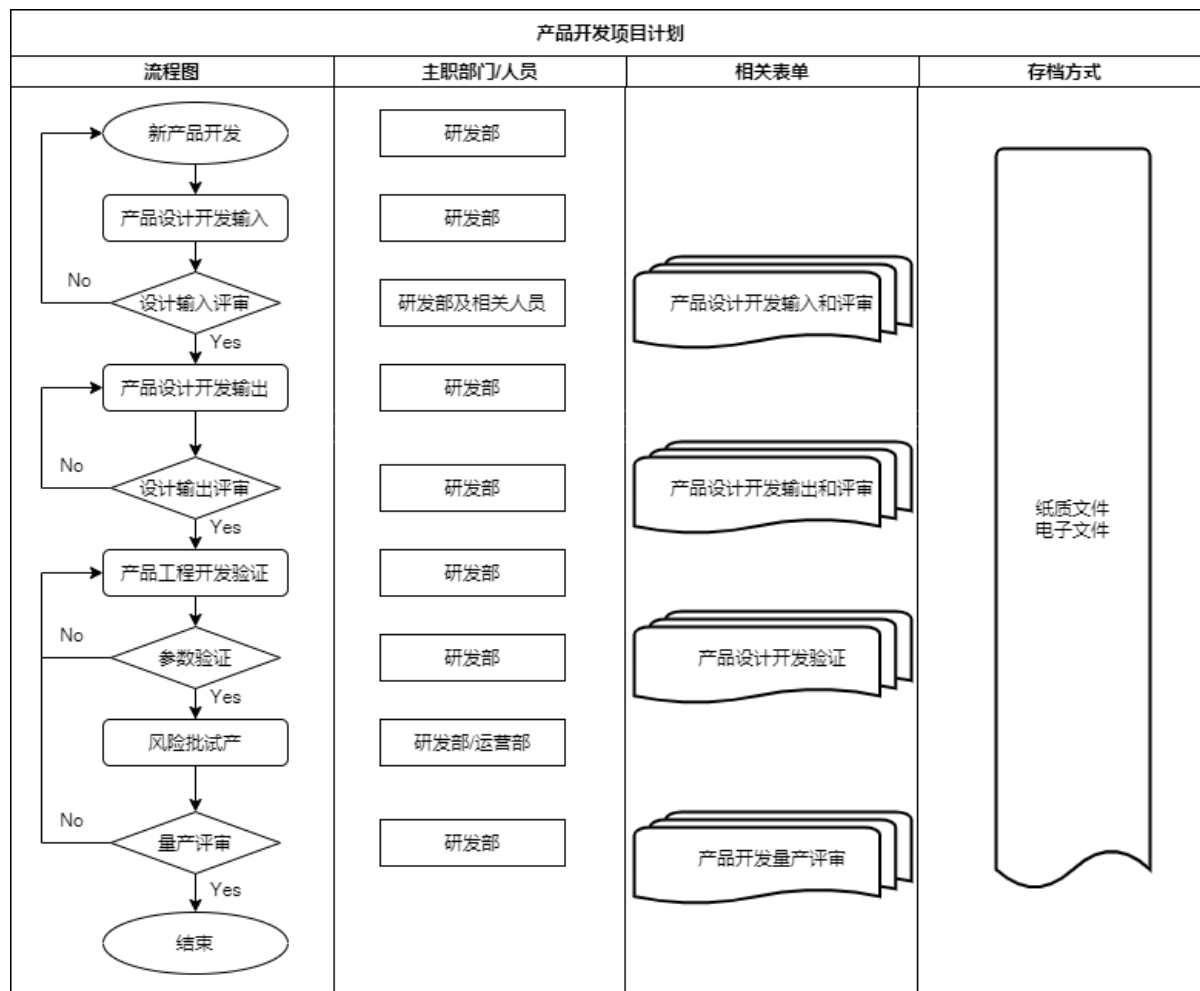 产品开发项目计划
流程图
主职部门/人员
相关表单
存档方式
新产品开发
研发部
产品设计开发输入
研发部
No
设计输入评审
研发部及相关人员
产品设计开发输入和评审
Yes
产品设计开发输出
研发部
No
设计输出评审
研发部
产品设计开发输出和评审
纸质文件
电子文件
Yes
产品工程开发验证
研发部
No
参数验证
研发部
产品设计开发验证
Yes
风险批试产
研发部/运营部
No
量产评审
研发部
产品开发量产评审
Yes
结束